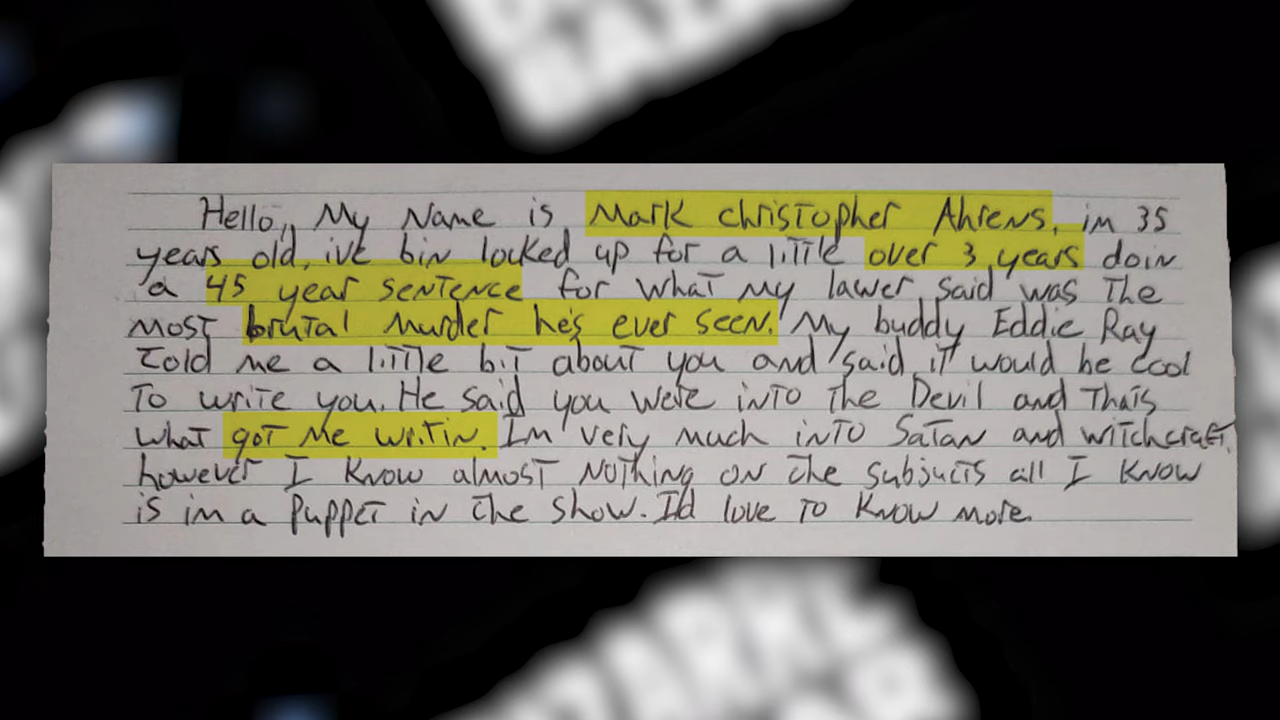 Hello, My Name is Mark christopher Ahrens, im 35
years old, ive bin locked up for a little over 3 years doin
a 45 year sentence for what my lawer said was the
most brutal murder he's ever seen. My buddy Eddie Ray
told me a little bit about you and said it would be cool
to write you. He said you were into the Devil and thats
what got me writin. Im very much into Satan and witchcraft,
however I know almost nothing on the subjucts all I know
is im a puppet in the show. I'd love to know more.